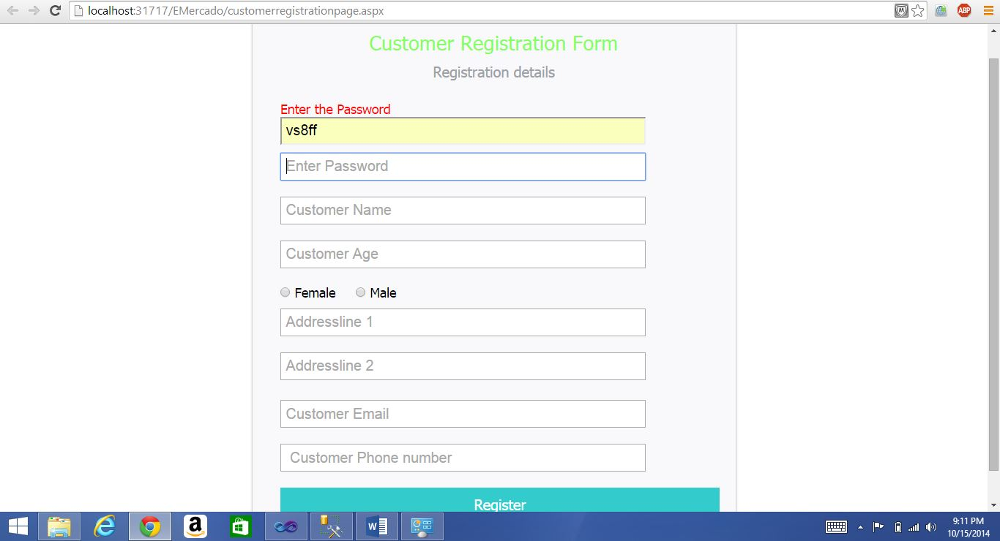 localhost:31717/EMercado/customerregistrationpage.aspx
ABP
Customer Registration Form
Registration details
Enter the Password
vs8ff
Enter Password
Customer Name
Customer Age
Female Male
Addressline 1
Addressline 2
Customer Email
Customer Phone number
Register
9:11 PM
10/15/2014